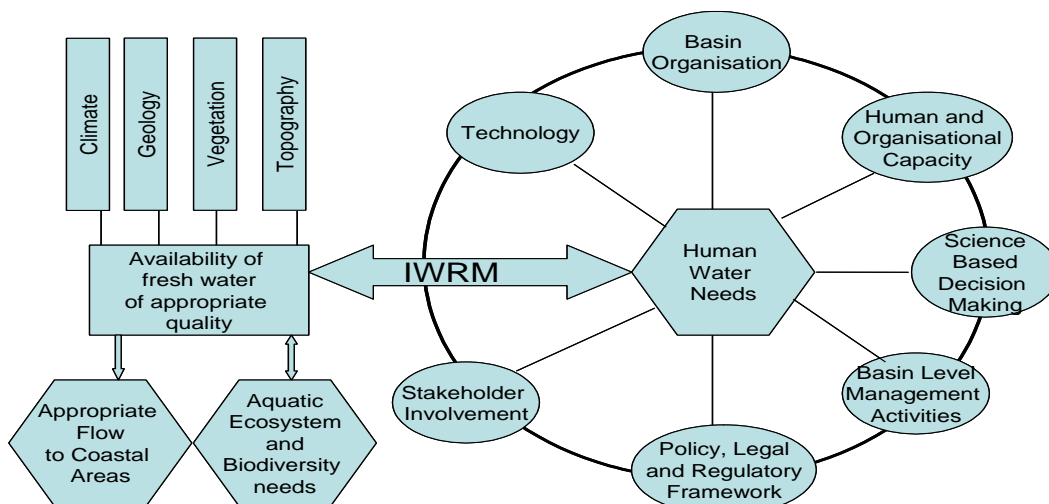 Climate
Geology
Vegetation
Topography
Availability of
fresh water
of appropriate
quality
Appropriate
Flow
to Coastal
Areas
Aquatic
Ecosystem
and
Biodiversity
needs
IWRM
Human
Water
Needs
Basin
Organisation
Human and
Organisational
Capacity
Science
Based
Decision
Making
Basin Level
Management
Activities
Policy, Legal
and Regulatory
Framework
Stakeholder
Involvement
Technology